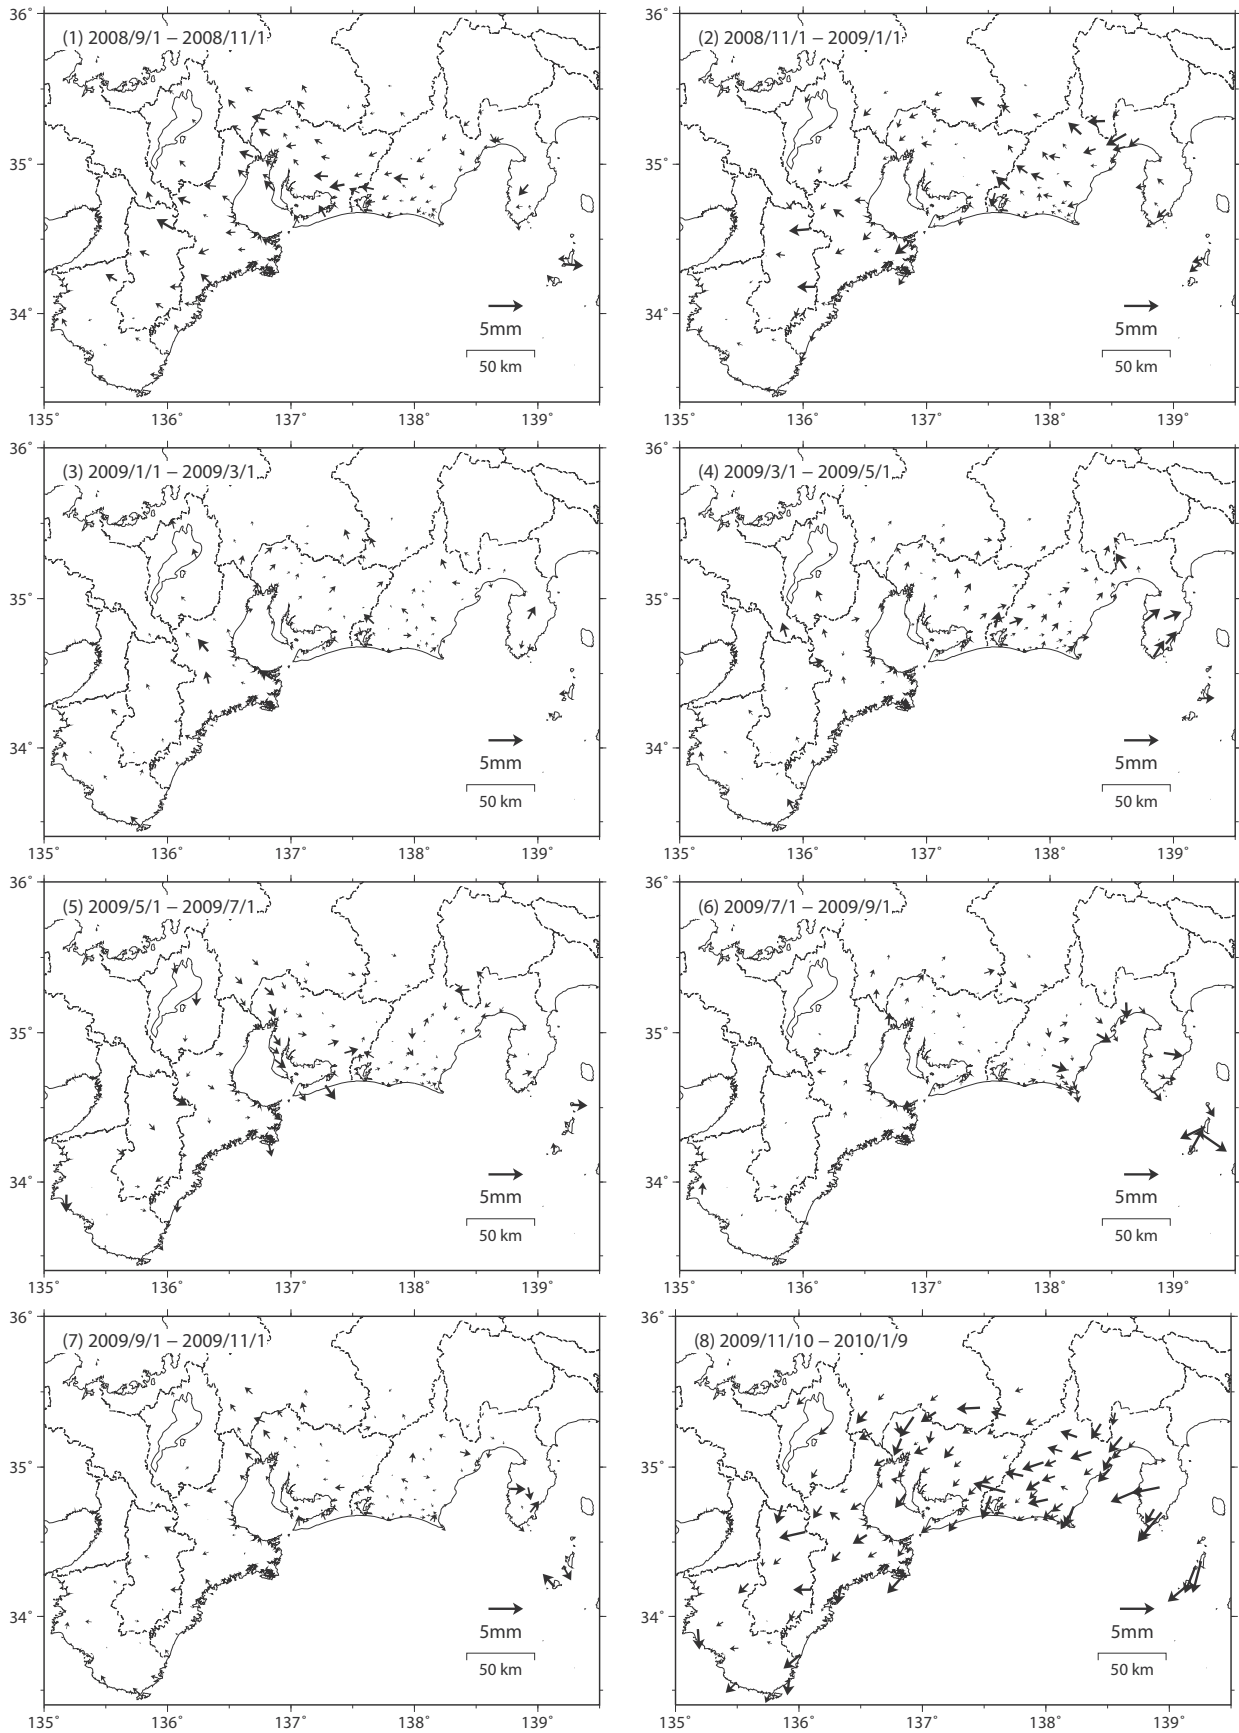 (1) 2008/9/1 – 2008/11/1
36°
35°
34°
5mm
50 km
135° 136° 137° 138° 139°
(2) 2008/11/1 – 2009/1/1
36°
35°
34°
5mm
50 km
135° 136° 137° 138° 139°
(3) 2009/1/1 – 2009/3/1
36°
35°
34°
5mm
50 km
135° 136° 137° 138° 139°
(4) 2009/3/1 – 2009/5/1
36°
35°
34°
5mm
50 km
135° 136° 137° 138° 139°
(5) 2009/5/1 – 2009/7/1
36°
35°
34°
5mm
50 km
135° 136° 137° 138° 139°
(6) 2009/7/1 – 2009/9/1
36°
35°
34°
5mm
50 km
135° 136° 137° 138° 139°
(7) 2009/9/1 – 2009/11/1
36°
35°
34°
5mm
50 km
135° 136° 137° 138° 139°
(8) 2009/11/10 – 2010/1/9
36°
35°
34°
5mm
50 km
135° 136° 137° 138° 139°